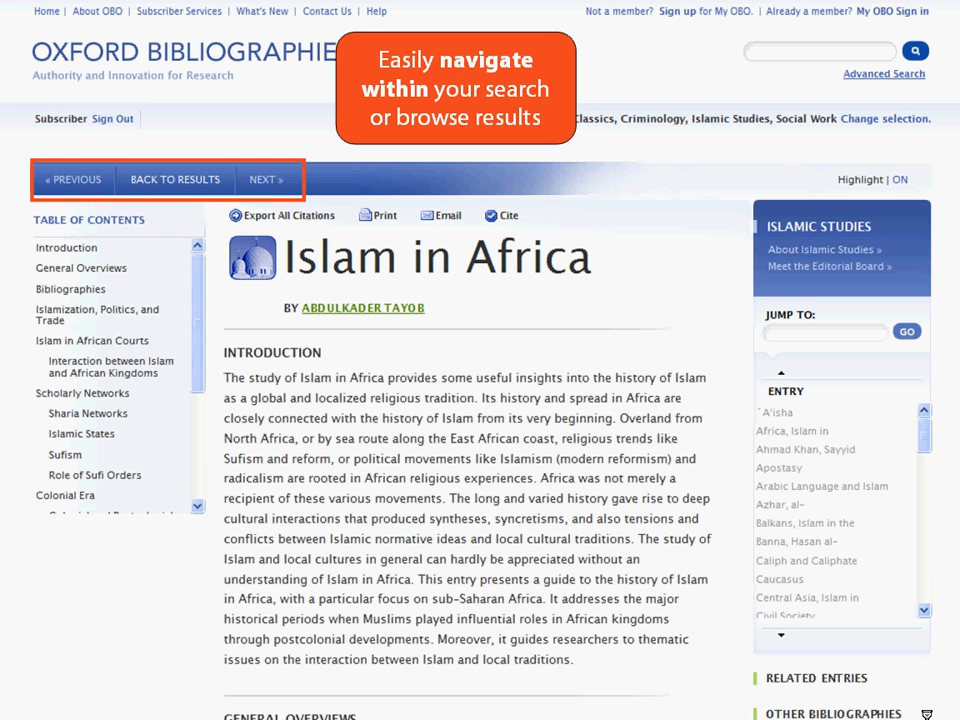 Home | About OBO | Subscriber Services | What's New | Contact Us | Help
Not a member? Sign up for My OBO. | Already a member? My OBO Sign in
OXFORD BIBLIOGRAPHIE
Authority and Innovation for Research
Easily navigate
within your search
or browse results
Advanced Search
Subscriber Sign Out
Classics, Criminology, Islamic Studies, Social Work Change selection.
« PREVIOUS
BACK TO RESULTS
NEXT »
Highlight | ON
TABLE OF CONTENTS
Introduction
General Overviews
Bibliographies
Islamization, Politics, and
Trade
Islam in African Courts
Interaction between Islam
and African Kingdoms
Scholarly Networks
Sharia Networks
Islamic States
Sufism
Role of Sufi Orders
Colonial Era
Export All Citations
Print
Email
Cite
Islam in Africa
BY ABDULKADER TAYOB
INTRODUCTION
The study of Islam in Africa provides some useful insights into the history of Islam
as a global and localized religious tradition. Its history and spread in Africa are
closely connected with the history of Islam from its very beginning. Overland from
North Africa, or by sea route along the East African coast, religious trends like
Sufism and reform, or political movements like Islamism (modern reformism) and
radicalism are rooted in African religious experiences. Africa was not merely a
recipient of these various movements. The long and varied history gave rise to deep
cultural interactions that produced syntheses, syncretisms, and also tensions and
conflicts between Islamic normative ideas and local cultural traditions. The study of
Islam and local cultures in general can hardly be appreciated without an
understanding of Islam in Africa. This entry presents a guide to the history of Islam
in Africa, with a particular focus on sub-Saharan Africa. It addresses the major
historical periods when Muslims played influential roles in African kingdoms
through postcolonial developments. Moreover, it guides researchers to thematic
issues on the interaction between Islam and local traditions.
GENERAL OVERVIEWS
ISLAMIC STUDIES
About Islamic Studies »
Meet the Editorial Board »
JUMP TO:
GO
ENTRY
`A'isha
Africa, Islam in
Ahmad Khan, Sayyid
Apostasy
Arabic Language and Islam
Azhar, al-
Balkans, Islam in the
Banna, Hasan al-
Caliph and Caliphate
Caucasus
Central Asia, Islam in
Civil Society
RELATED ENTRIES
OTHER BIBLIOGRAPHIES